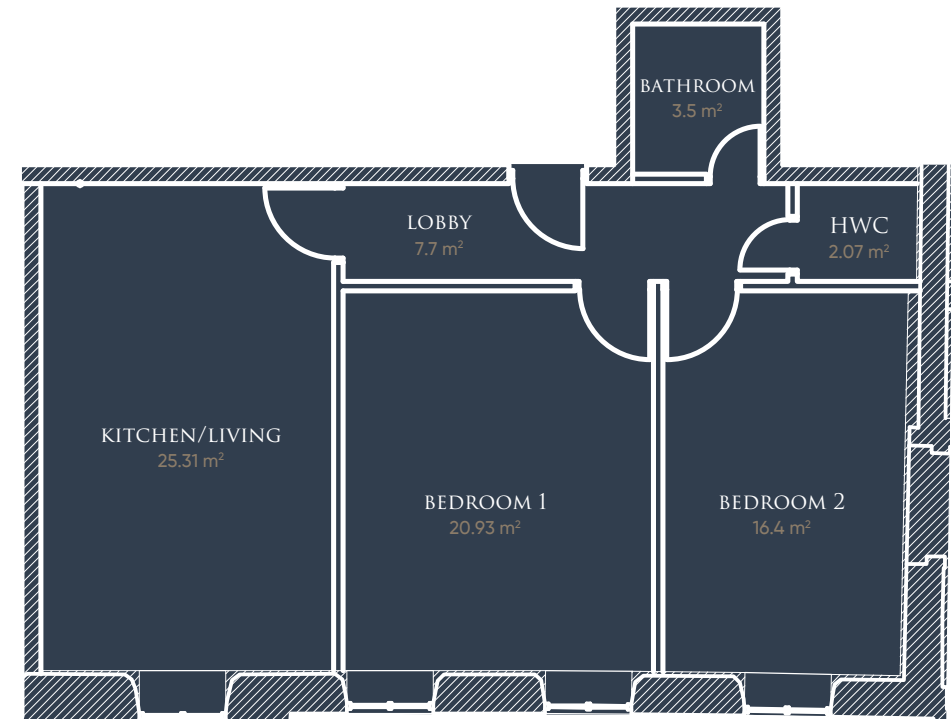 BATHROOM
3.5 m²
LOBBY
7.7 m²
HWC
2.07 m²
KITCHEN/LIVING
25.31 m²
BEDROOM 1
20.93 m²
BEDROOM 2
16.4 m²